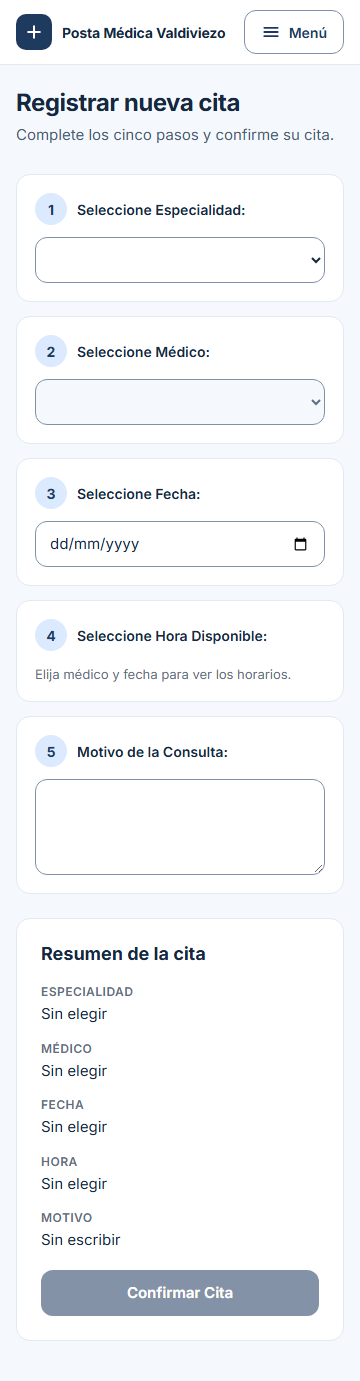 Posta Médica Valdiviezo
Menú
Registrar nueva cita
Complete los cinco pasos y confirme su cita.
1 Seleccione Especialidad:
2 Seleccione Médico:
3 Seleccione Fecha:
dd/mm/yyyy
4 Seleccione Hora Disponible:
Elija médico y fecha para ver los horarios.
5 Motivo de la Consulta:
Resumen de la cita
ESPECIALIDAD
Sin elegir
MÉDICO
Sin elegir
FECHA
Sin elegir
HORA
Sin elegir
MOTIVO
Sin escribir
Confirmar Cita